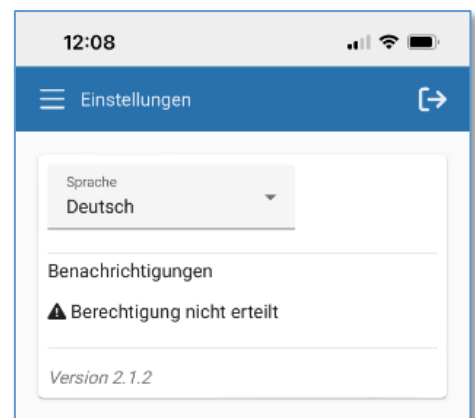 12:08
Einstellungen
Sprache
Deutsch
Benachrichtigungen
Berechtigung nicht erteilt
Version 2.1.2